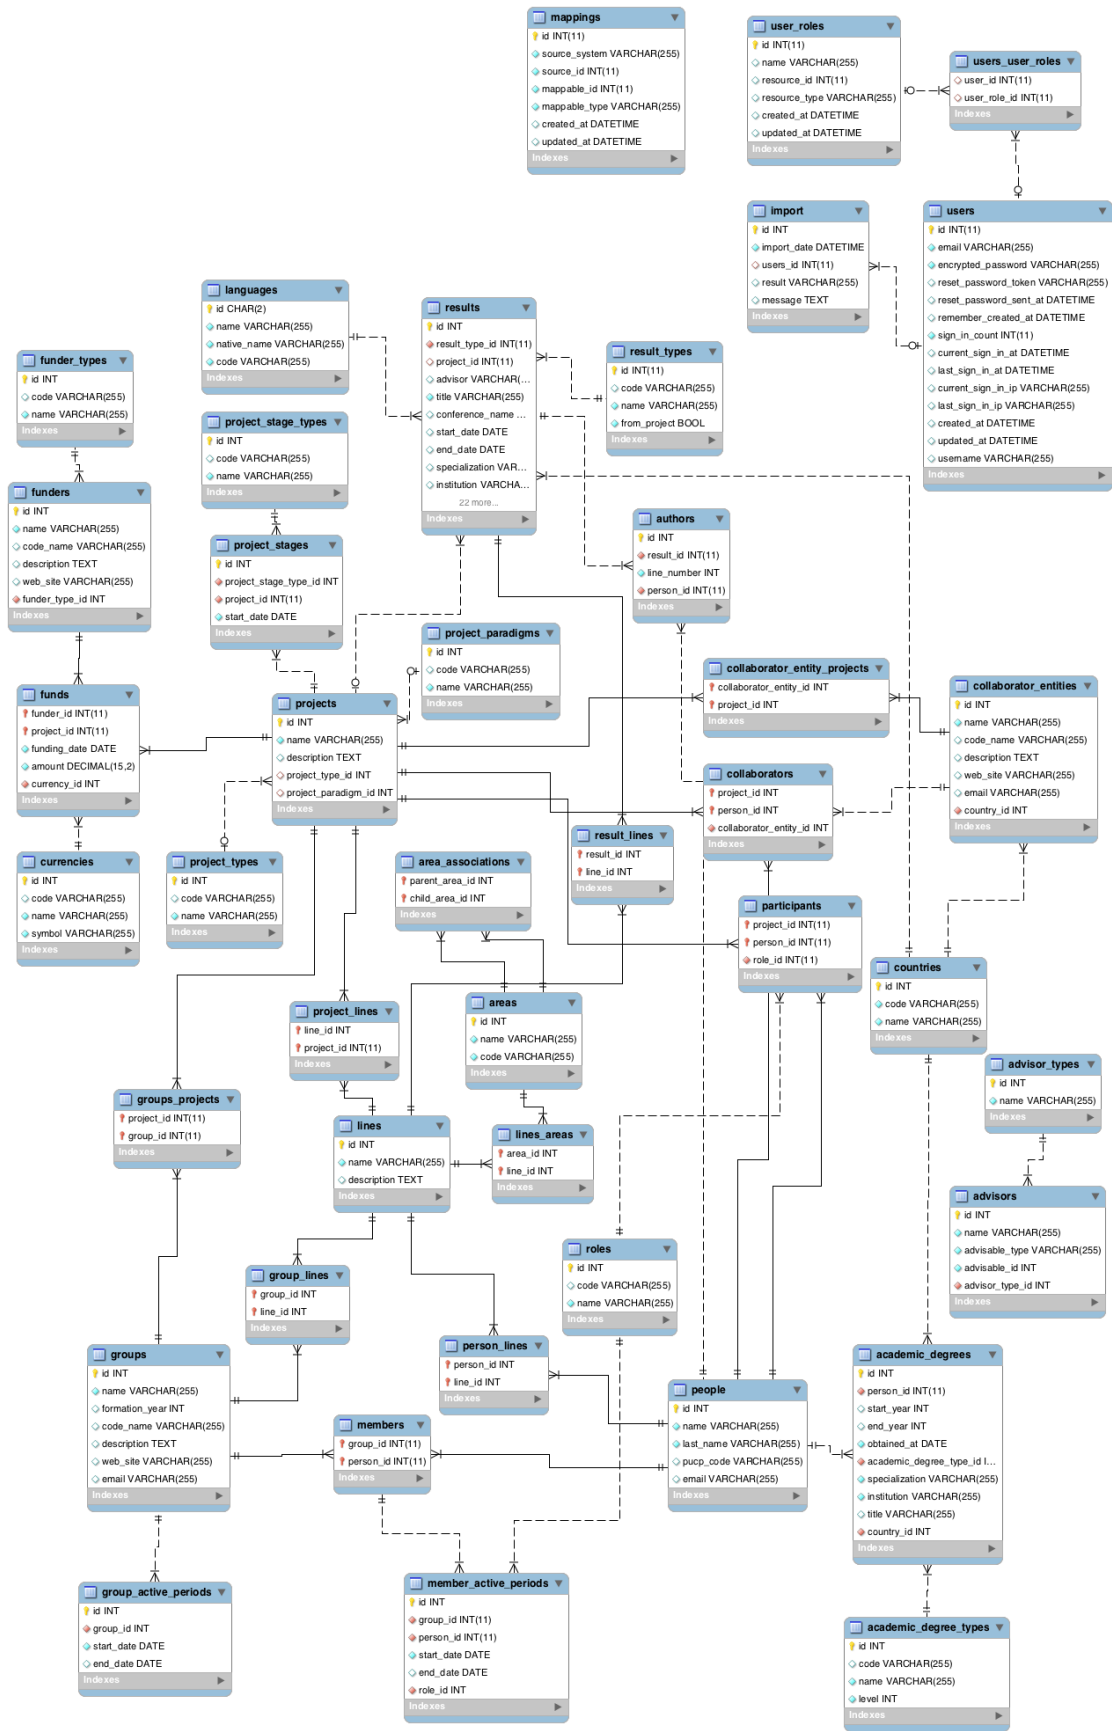 mappings
id INT(11)
source_system VARCHAR(255)
source_id INT(11)
mappable_id INT(11)
mappable_type VARCHAR(255)
created_at DATETIME
updated_at DATETIME
Indexes
user_roles
id INT(11)
name VARCHAR(255)
resource_id INT(11)
resource_type VARCHAR(255)
created_at DATETIME
updated_at DATETIME
Indexes
users_user_roles
user_id INT(11)
user_role_id INT(11)
Indexes
import
id INT
import_date DATETIME
users_id INT(11)
result VARCHAR(255)
message TEXT
Indexes
users
id INT(11)
email VARCHAR(255)
encrypted_password VARCHAR(255)
reset_password_token VARCHAR(255)
reset_password_sent_at DATETIME
remember_created_at DATETIME
sign_in_count INT(11)
current_sign_in_at DATETIME
last_sign_in_at DATETIME
current_sign_in_ip VARCHAR(255)
last_sign_in_ip VARCHAR(255)
created_at DATETIME
updated_at DATETIME
username VARCHAR(255)
Indexes
languages
id CHAR(2)
name VARCHAR(255)
native_name VARCHAR(255)
code VARCHAR(255)
Indexes
results
id INT
result_type_id INT(11)
project_id INT(11)
advisor VARCHAR(...
title VARCHAR(255)
conference_name ...
start_date DATE
end_date DATE
specialization VAR...
institution VARCHA...
22 more...
Indexes
result_types
id INT(11)
code VARCHAR(255)
name VARCHAR(255)
from_project BOOL
Indexes
funder_types
id INT
code VARCHAR(255)
name VARCHAR(255)
Indexes
project_stage_types
id INT
code VARCHAR(255)
name VARCHAR(255)
Indexes
funders
id INT
name VARCHAR(255)
code_name VARCHAR(255)
description TEXT
web_site VARCHAR(255)
funder_type_id INT
Indexes
project_stages
id INT
project_stage_type_id INT
project_id INT(11)
start_date DATE
Indexes
authors
id INT
result_id INT(11)
line_number INT
person_id INT(11)
Indexes
project_paradigms
id INT
code VARCHAR(255)
name VARCHAR(255)
Indexes
collaborator_entity_projects
collaborator_entity_id INT
project_id INT
Indexes
collaborator_entities
id INT
name VARCHAR(255)
code_name VARCHAR(255)
description TEXT
web_site VARCHAR(255)
email VARCHAR(255)
country_id INT
Indexes
funds
funder_id INT(11)
project_id INT(11)
funding_date DATE
amount DECIMAL(15,2)
currency_id INT
Indexes
projects
id INT
name VARCHAR(255)
description TEXT
project_type_id INT
project_paradigm_id INT
Indexes
collaborators
project_id INT
person_id INT
collaborator_entity_id INT
Indexes
result_lines
result_id INT
line_id INT
Indexes
currencies
id INT
code VARCHAR(255)
name VARCHAR(255)
symbol VARCHAR(255)
Indexes
project_types
id INT
code VARCHAR(255)
name VARCHAR(255)
Indexes
area_associations
parent_area_id INT
child_area_id INT
Indexes
participants
project_id INT(11)
person_id INT(11)
role_id INT(11)
Indexes
countries
id INT
code VARCHAR(255)
name VARCHAR(255)
Indexes
project_lines
line_id INT
project_id INT(11)
Indexes
areas
id INT
name VARCHAR(255)
code VARCHAR(255)
Indexes
advisor_types
id INT
name VARCHAR(255)
Indexes
groups_projects
project_id INT(11)
group_id INT(11)
Indexes
lines
id INT
name VARCHAR(255)
description TEXT
Indexes
lines_areas
area_id INT
line_id INT
Indexes
advisors
id INT
name VARCHAR(255)
advisable_type VARCHAR(255)
advisable_id INT
advisor_type_id INT
Indexes
group_lines
group_id INT
line_id INT
Indexes
roles
id INT
code VARCHAR(255)
name VARCHAR(255)
Indexes
person_lines
person_id INT
line_id INT
Indexes
groups
id INT
name VARCHAR(255)
formation_year INT
code_name VARCHAR(255)
description TEXT
web_site VARCHAR(255)
email VARCHAR(255)
Indexes
members
group_id INT(11)
person_id INT(11)
Indexes
people
id INT
name VARCHAR(255)
last_name VARCHAR(255)
pucp_code VARCHAR(255)
email VARCHAR(255)
Indexes
academic_degrees
id INT
person_id INT(11)
start_year INT
end_year INT
obtained_at DATE
academic_degree_type_id I...
specialization VARCHAR(255)
institution VARCHAR(255)
title VARCHAR(255)
country_id INT
Indexes
group_active_periods
id INT
group_id INT
start_date DATE
end_date DATE
Indexes
member_active_periods
id INT
group_id INT(11)
person_id INT(11)
start_date DATE
end_date DATE
role_id INT
Indexes
academic_degree_types
id INT
code VARCHAR(255)
name VARCHAR(255)
level INT
Indexes